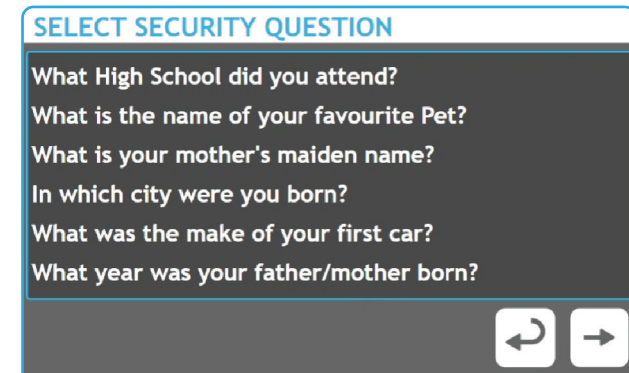 SELECT SECURITY QUESTION
What High School did you attend?
What is the name of your favourite Pet?
What is your mother's maiden name?
In which city were you born?
What was the make of your first car?
What year was your father/mother born?